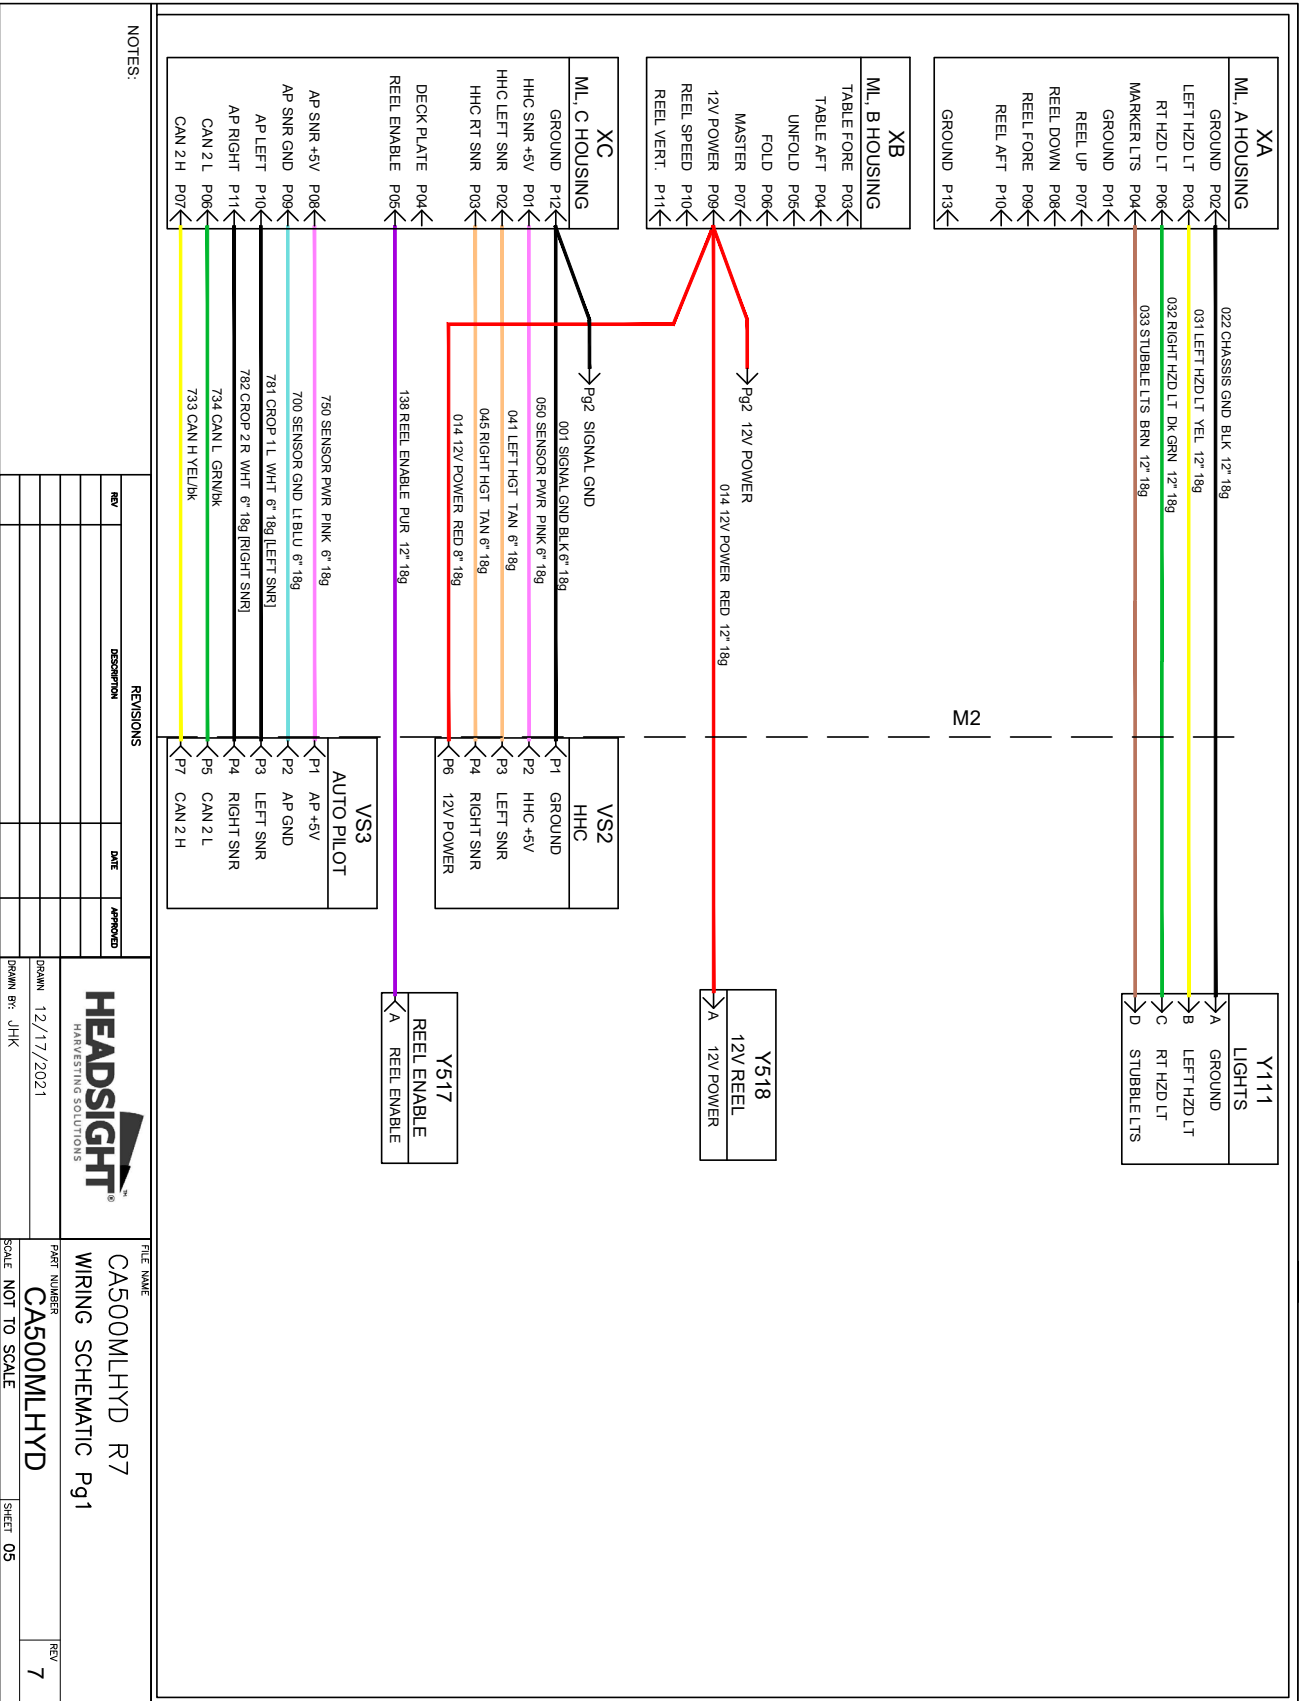 XA
ML, A HOUSING
GROUND P02
LEFT HZD LT P03
RT HZD LT P06
MARKER LTS P04
GROUND P01
REEL UP P07
REEL DOWN P08
REEL FORE P09
REEL AFT P10
GROUND P13
022 CHASSIS GND BLK 12" 18g
031 LEFT HZD LT YEL 12" 18g
032 RIGHT HZD LT Dk GRN 12" 18g
033 STUBBLE LTS BRN 12" 18g
Y111
LIGHTS
A GROUND
B LEFT HZD LT
C RT HZD LT
D STUBBLE LTS
M2
XB
ML, B HOUSING
TABLE FORE P03
TABLE AFT P04
UNFOLD P05
FOLD P06
MASTER P07
12V POWER P09
REEL SPEED P10
REEL VERT. P11
Pg2 12V POWER
014 12V POWER RED 12" 18g
Y518
12V REEL
A 12V POWER
XC
ML, C HOUSING
GROUND P12
HHC SNR +5V P01
HHC LEFT SNR P02
HHC RT SNR P03
DECK PLATE P04
REEL ENABLE P05
AP SNR +5V P08
AP SNR GND P09
AP LEFT P10
AP RIGHT P11
CAN 2 L P06
CAN 2 H P07
Pg2 SIGNAL GND
001 SIGNAL GND BLK 6" 18g
050 SENSOR PWR PINK 6" 18g
041 LEFT HGT TAN 6" 18g
045 RIGHT HGT TAN 6" 18g
014 12V POWER RED 8" 18g
138 REEL ENABLE PUR 12" 18g
750 SENSOR PWR PINK 6" 18g
700 SENSOR GND Lt BLU 6" 18g
781 CROP 1 L WHT 6" 18g [LEFT SNR]
782 CROP 2 R WHT 6" 18g [RIGHT SNR]
734 CAN L GRN/bk
733 CAN H YEL/bk
VS2
HHC
P1 GROUND
P2 HHC +5V
P3 LEFT SNR
P4 RIGHT SNR
P6 12V POWER
VS3
AUTO PILOT
P1 AP +5V
P2 AP GND
P3 LEFT SNR
P4 RIGHT SNR
P5 CAN 2 L
P7 CAN 2 H
Y517
REEL ENABLE
A REEL ENABLE
NOTES:
REVISIONS
REV DESCRIPTION DATE APPROVED
HEADSIGHT®
™
HARVESTING SOLUTIONS
DRAWN 12/17/2021
DRAWN BY: JHK
FILE NAME
CA500MLHYD R7
WIRING SCHEMATIC Pg1
PART NUMBER
CA500MLHYD
REV
7
SCALE NOT TO SCALE
SHEET 05